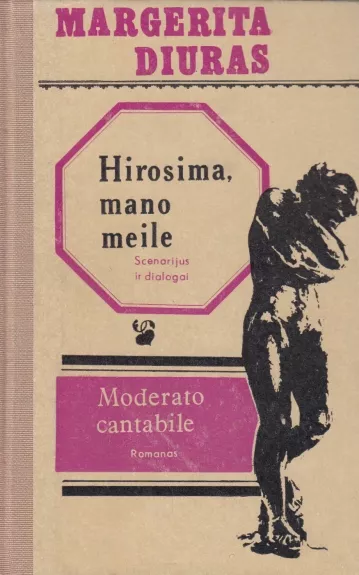 MARGERITA
DIURAS
Hirosima,
mano
meile
Scenarijus
ir dialogai
Moderato
cantabile
Romanas